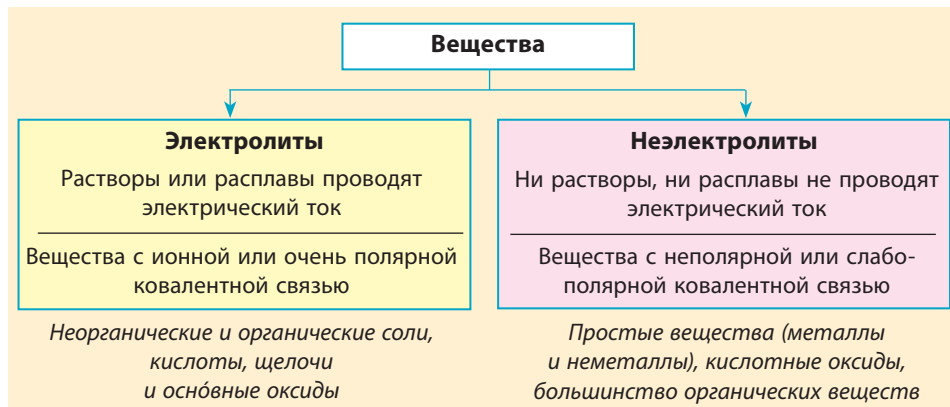 Вещества
Электролиты
Растворы или расплавы проводят
электрический ток
Вещества с ионной или очень полярной
ковалентной связью
Неорганические и органические соли,
кислоты, щелочи
и оснóвные оксиды
Неэлектролиты
Ни растворы, ни расплавы не проводят
электрический ток
Вещества с неполярной или слабо-
полярной ковалентной связью
Простые вещества (металлы
и неметаллы), кислотные оксиды,
большинство органических веществ